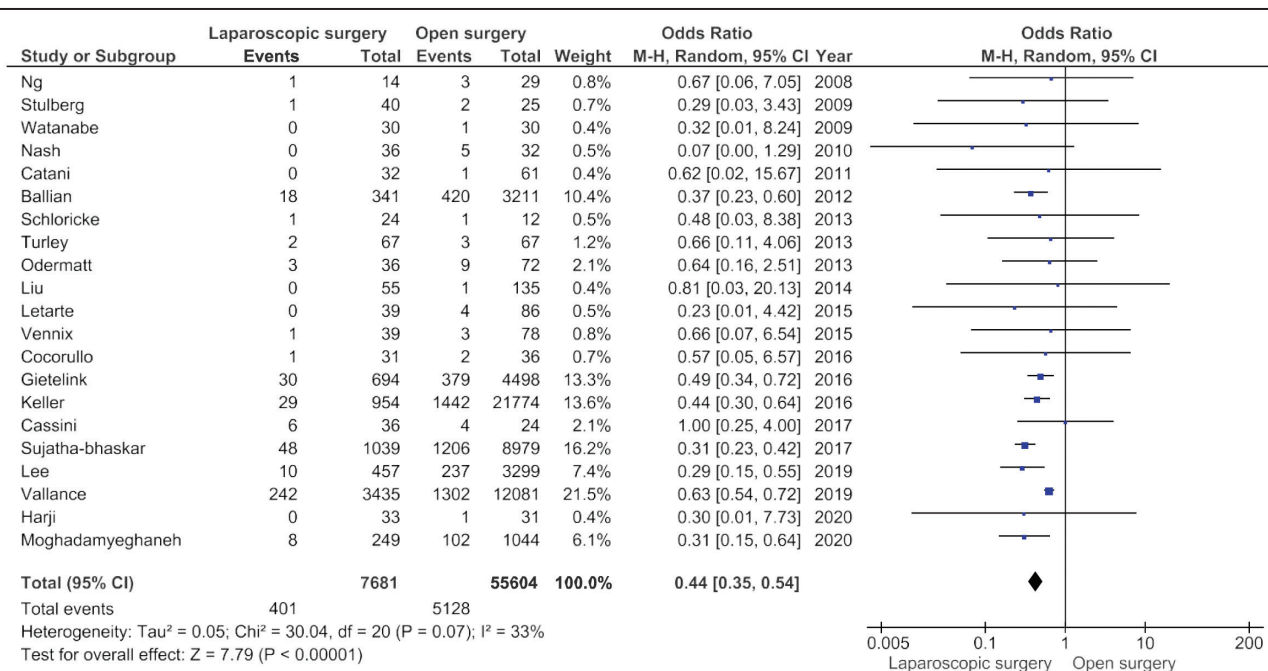 Laparoscopic surgery Open surgery Odds Ratio Odds Ratio
Study or Subgroup Events Total Events Total Weight M-H, Random, 95% CI Year M-H, Random, 95% CI
Ng 1 14 3 29 0.8% 0.67 [0.06, 7.05] 2008
Stulberg 1 40 2 25 0.7% 0.29 [0.03, 3.43] 2009
Watanabe 0 30 1 30 0.4% 0.32 [0.01, 8.24] 2009
Nash 0 36 5 32 0.5% 0.07 [0.00, 1.29] 2010
Catani 0 32 1 61 0.4% 0.62 [0.02, 15.67] 2011
Ballian 18 341 420 3211 10.4% 0.37 [0.23, 0.60] 2012
Schloricke 1 24 1 12 0.5% 0.48 [0.03, 8.38] 2013
Turley 2 67 3 67 1.2% 0.66 [0.11, 4.06] 2013
Odermatt 3 36 9 72 2.1% 0.64 [0.16, 2.51] 2013
Liu 0 55 1 135 0.4% 0.81 [0.03, 20.13] 2014
Letarte 0 39 4 86 0.5% 0.23 [0.01, 4.42] 2015
Vennix 1 39 3 78 0.8% 0.66 [0.07, 6.54] 2015
Cocorullo 1 31 2 36 0.7% 0.57 [0.05, 6.57] 2016
Gietelink 30 694 379 4498 13.3% 0.49 [0.34, 0.72] 2016
Keller 29 954 1442 21774 13.6% 0.44 [0.30, 0.64] 2016
Cassini 6 36 4 24 2.1% 1.00 [0.25, 4.00] 2017
Sujatha-bhaskar 48 1039 1206 8979 16.2% 0.31 [0.23, 0.42] 2017
Lee 10 457 237 3299 7.4% 0.29 [0.15, 0.55] 2019
Vallance 242 3435 1302 12081 21.5% 0.63 [0.54, 0.72] 2019
Harji 0 33 1 31 0.4% 0.30 [0.01, 7.73] 2020
Moghadamyeghaneh 8 249 102 1044 6.1% 0.31 [0.15, 0.64] 2020
Total (95% CI) 7681 55604 100.0% 0.44 [0.35, 0.54]
Total events 401 5128
Heterogeneity: Tau² = 0.05; Chi² = 30.04, df = 20 (P = 0.07); I² = 33%
Test for overall effect: Z = 7.79 (P < 0.00001)
0.005 0.1 1 10 200
Laparoscopic surgery Open surgery